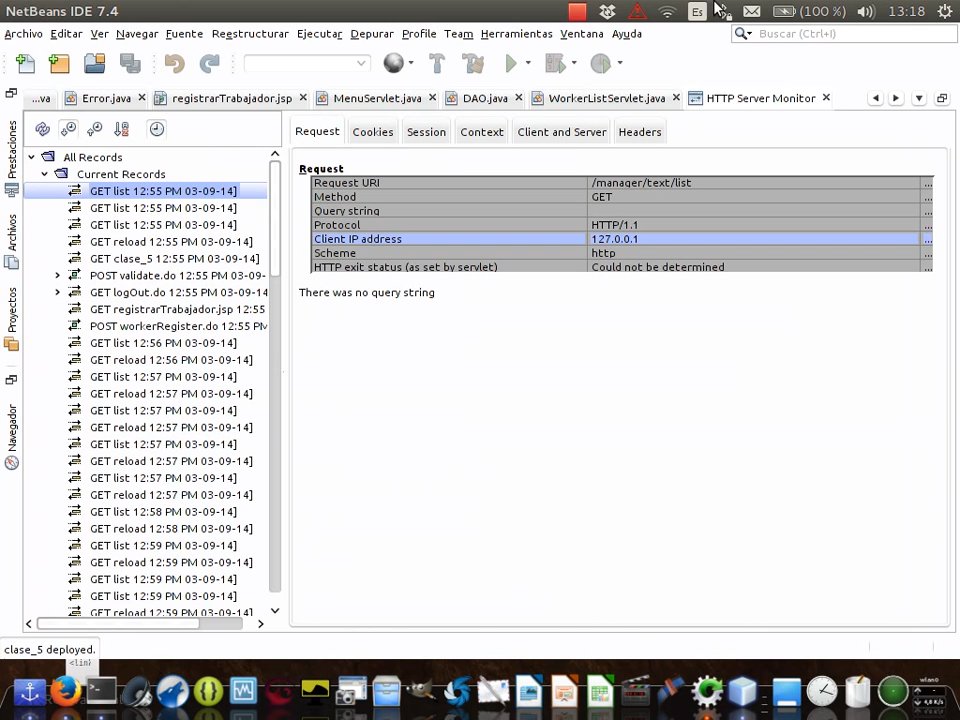 NetBeans IDE 7.4
Es
(100 %)
13:18
Archivo Editar Ver Navegar Fuente Restructurar Ejecutar Depurar Profile Team Herramientas Ventana Ayuda
Buscar (Ctrl+I)
...va Error.java registrarTrabajador.jsp MenuServlet.java DAO.java WorkerListServlet.java HTTP Server Monitor
Prestaciones
Archivos
Proyectos
Navegador
All Records
Current Records
GET list 12:55 PM 03-09-14]
GET list 12:55 PM 03-09-14]
GET list 12:55 PM 03-09-14]
GET reload 12:55 PM 03-09-14]
GET clase_5 12:55 PM 03-09-14]
POST validate.do 12:55 PM 03-09-
GET logOut.do 12:55 PM 03-09-14
GET registrarTrabajador.jsp 12:55
POST workerRegister.do 12:55 PM
GET list 12:56 PM 03-09-14]
GET reload 12:56 PM 03-09-14]
GET list 12:57 PM 03-09-14]
GET reload 12:57 PM 03-09-14]
GET list 12:57 PM 03-09-14]
GET reload 12:57 PM 03-09-14]
GET list 12:57 PM 03-09-14]
GET reload 12:57 PM 03-09-14]
GET list 12:57 PM 03-09-14]
GET reload 12:57 PM 03-09-14]
GET list 12:58 PM 03-09-14]
GET reload 12:58 PM 03-09-14]
GET list 12:59 PM 03-09-14]
GET reload 12:59 PM 03-09-14]
GET list 12:59 PM 03-09-14]
GET list 12:59 PM 03-09-14]
GET reload 12:59 PM 03-09-14]
Request Cookies Session Context Client and Server Headers
Request
Request URI /manager/text/list ...
Method GET ...
Query string ...
Protocol HTTP/1.1 ...
Client IP address 127.0.0.1 ...
Scheme http ...
HTTP exit status (as set by servlet) Could not be determined ...
There was no query string
clase_5 deployed.
<lin>
wlan0